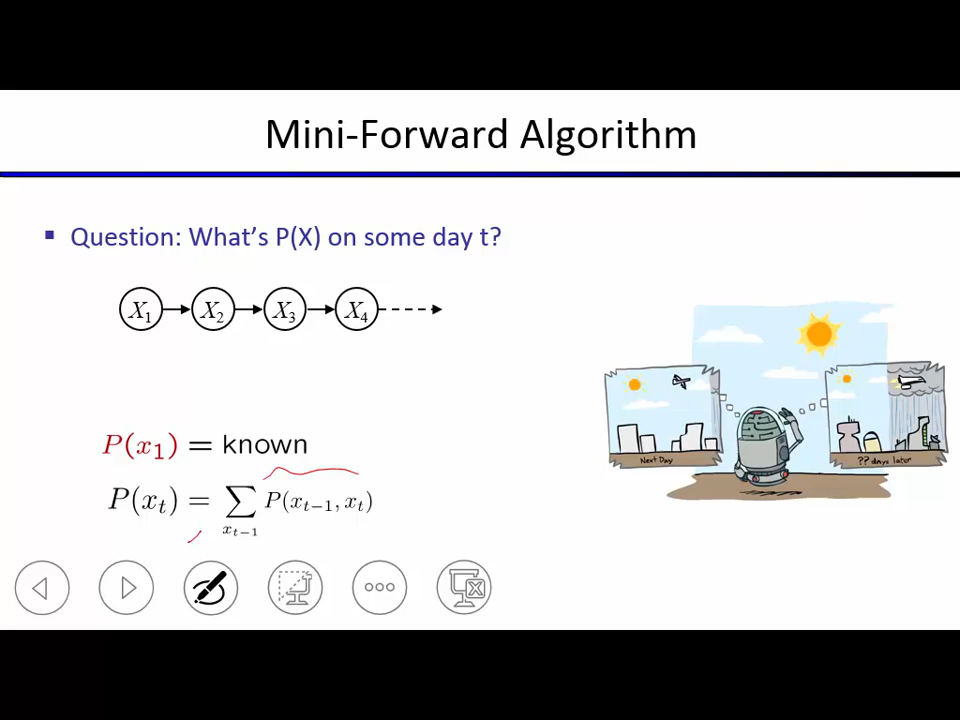 Mini-Forward Algorithm
▪ Question: What's P(X) on some day t?
X₁ X₂ X₃ X₄
P(x₁) = known
P(xₜ) = ∑ P(xₜ₋₁, xₜ)
xₜ₋₁
Next Day
?? days later